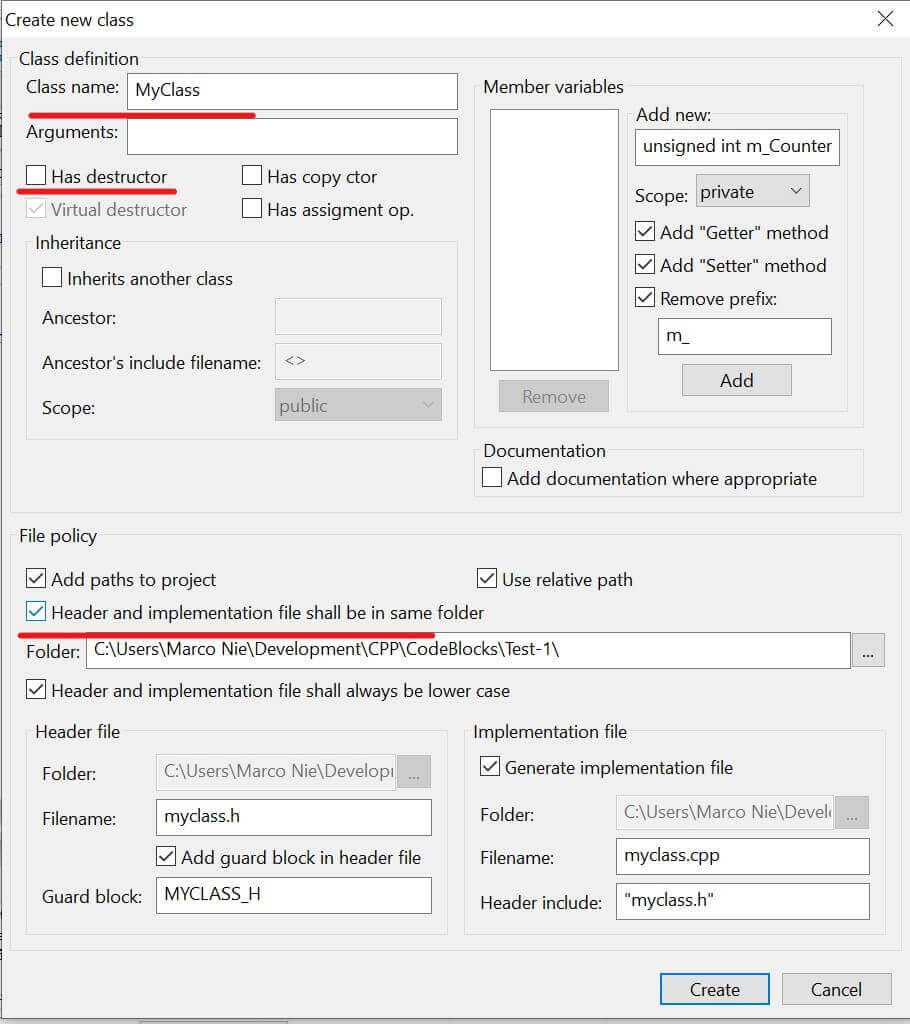 Create new class
Class definition
Class name: MyClass
Arguments:
Has destructor
Has copy ctor
Virtual destructor
Has assigment op.
Inheritance
Inherits another class
Ancestor:
Ancestor's include filename: <>
Scope: public
Member variables
Add new:
unsigned int m_Counter
Scope: private
Add "Getter" method
Add "Setter" method
Remove prefix:
m_
Add
Remove
Documentation
Add documentation where appropriate
File policy
Add paths to project
Use relative path
Header and implementation file shall be in same folder
Folder: C:\Users\Marco Nie\Development\CPP\CodeBlocks\Test-1\ ...
Header and implementation file shall always be lower case
Header file
Folder: C:\Users\Marco Nie\Develop ...
Filename: myclass.h
Add guard block in header file
Guard block: MYCLASS_H
Implementation file
Generate implementation file
Folder: C:\Users\Marco Nie\Devel ...
Filename: myclass.cpp
Header include: "myclass.h"
Create
Cancel